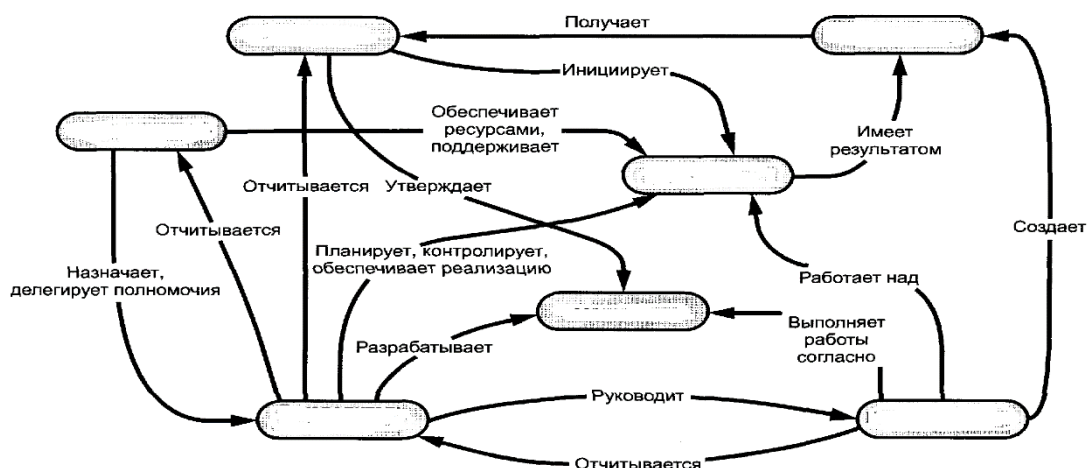 Получает
Инициирует
Обеспечивает
ресурсами,
поддерживает
Имеет
результатом
Отчитывается
Утверждает
Отчитывается
Создает
Планирует, контролирует,
обеспечивает реализацию
Назначает,
делегирует полномочия
Работает над
Разрабатывает
Выполняет
работы
согласно
Руководит
Отчитывается